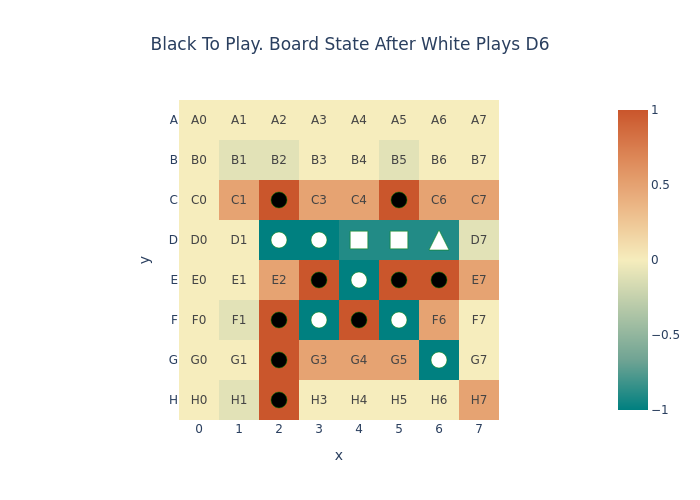 Black To Play. Board State After White Plays D6
A A0 A1 A2 A3 A4 A5 A6 A7 1
B B0 B1 B2 B3 B4 B5 B6 B7
C C0 C1 C3 C4 C6 C7 0.5
D D0 D1 D7
y E E0 E1 E2 E7 0
F F0 F1 F6 F7 −0.5
G G0 G1 G3 G4 G5 G7
H H0 H1 H3 H4 H5 H6 H7 −1
0 1 2 3 4 5 6 7
x